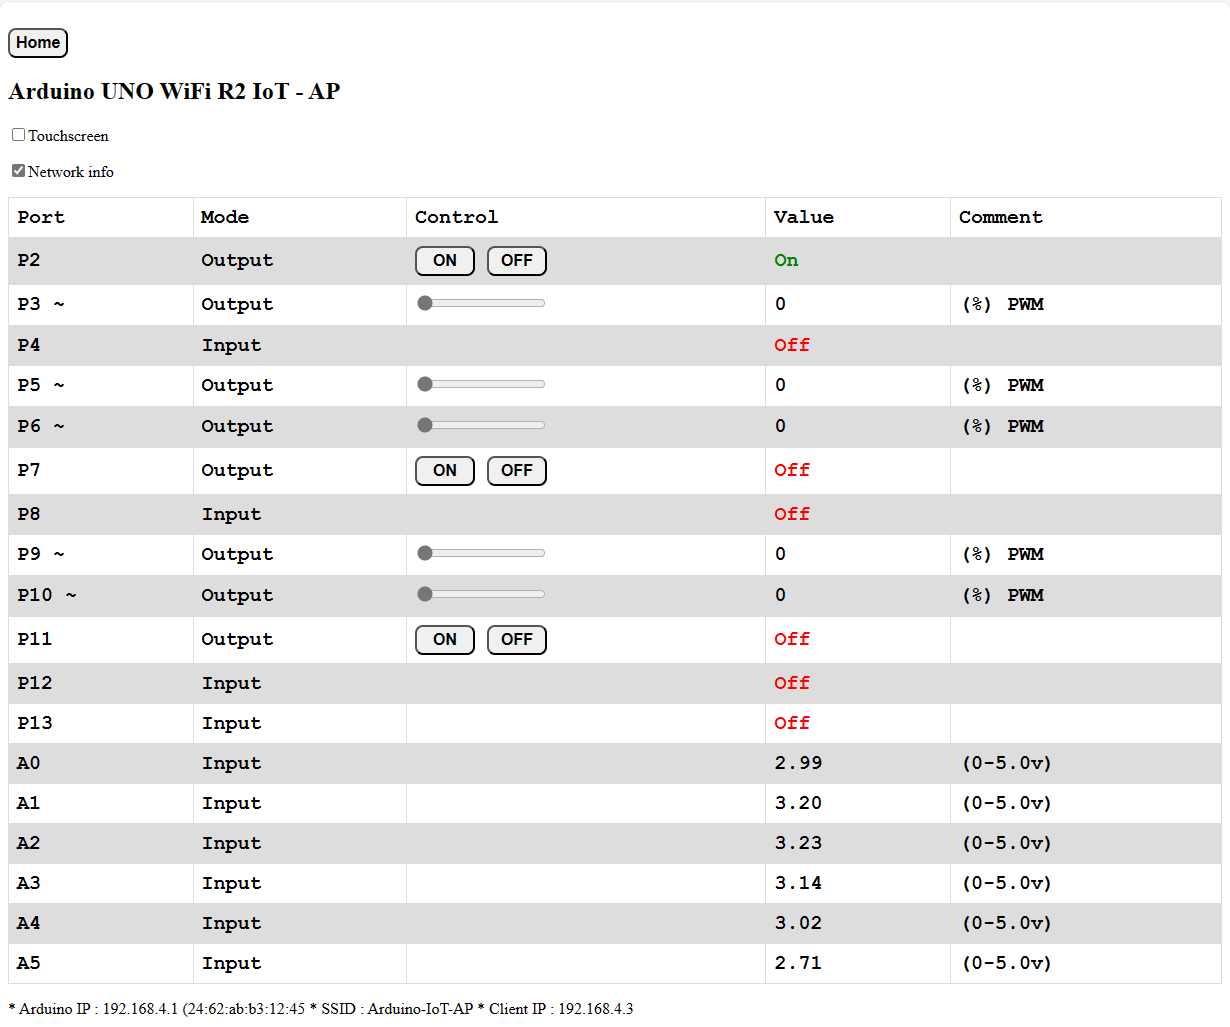 Home
Arduino UNO WiFi R2 IoT - AP
Touchscreen
Network info
Port Mode Control Value Comment
P2 Output ON OFF On
P3 ~ Output 0 (%) PWM
P4 Input Off
P5 ~ Output 0 (%) PWM
P6 ~ Output 0 (%) PWM
P7 Output ON OFF Off
P8 Input Off
P9 ~ Output 0 (%) PWM
P10 ~ Output 0 (%) PWM
P11 Output ON OFF Off
P12 Input Off
P13 Input Off
A0 Input 2.99 (0-5.0v)
A1 Input 3.20 (0-5.0v)
A2 Input 3.23 (0-5.0v)
A3 Input 3.14 (0-5.0v)
A4 Input 3.02 (0-5.0v)
A5 Input 2.71 (0-5.0v)
* Arduino IP : 192.168.4.1 (24:62:ab:b3:12:45 * SSID : Arduino-IoT-AP * Client IP : 192.168.4.3